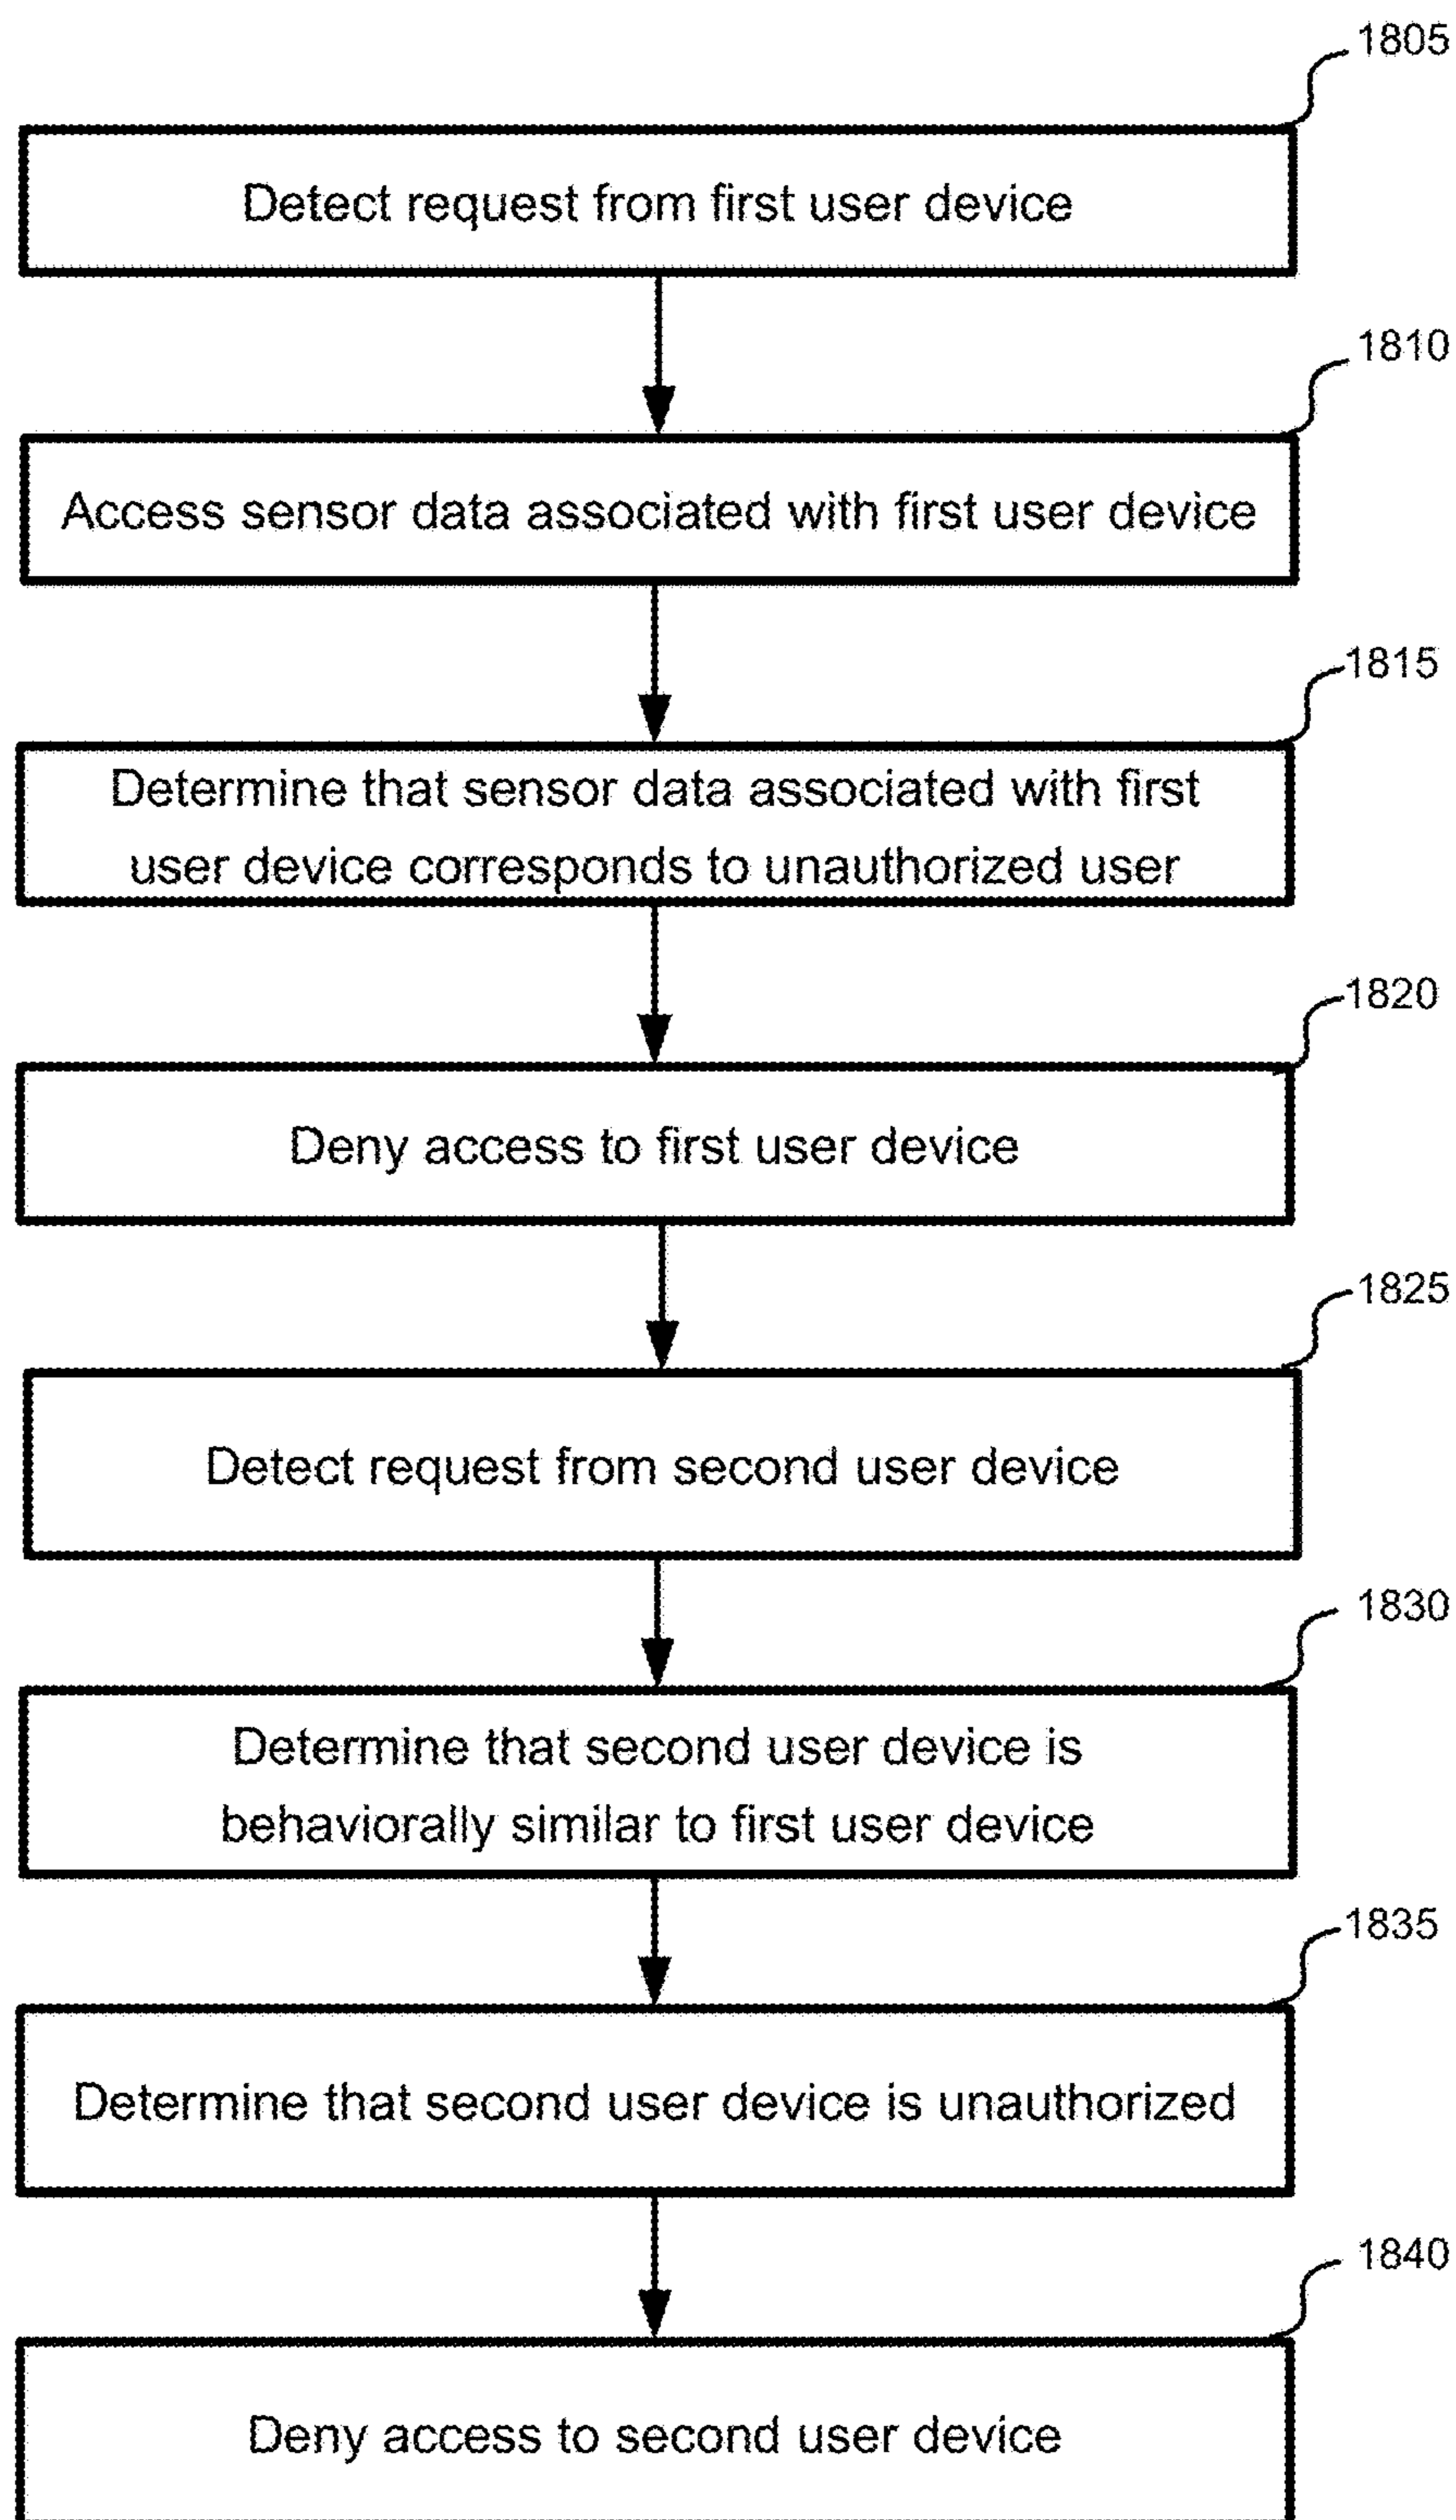 1805
Detect request from first user device
1810
Access sensor data associated with first user device
1815
Determine that sensor data associated with first
user device corresponds to unauthorized user
1820
Deny access to first user device
1825
Detect request from second user device
1830
Determine that second user device is
behaviorally similar to first user device
1835
Determine that second user device is unauthorized
1840
Deny access to second user device